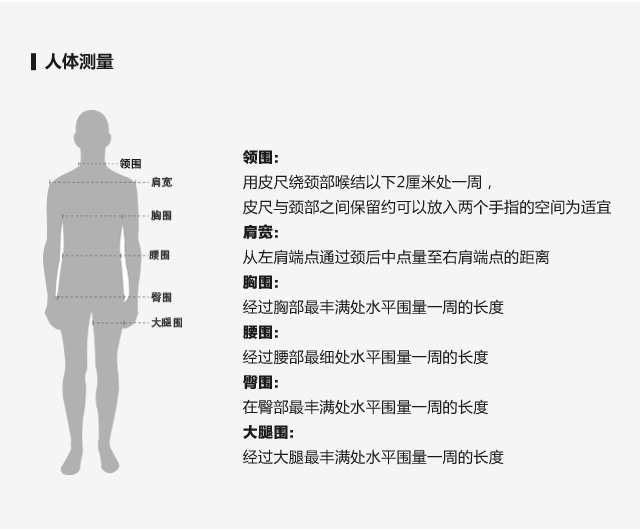 人体测量
领围
肩宽
胸围
腰围
臀围
大腿围
领围:
用皮尺绕颈部喉结以下2厘米处一周，
皮尺与颈部之间保留约可以放入两个手指的空间为适宜
肩宽:
从左肩端点通过颈后中点量至右肩端点的距离
胸围:
经过胸部最丰满处水平围量一周的长度
腰围:
经过腰部最细处水平围量一周的长度
臀围:
在臀部最丰满处水平围量一周的长度
大腿围:
经过大腿最丰满处水平围量一周的长度